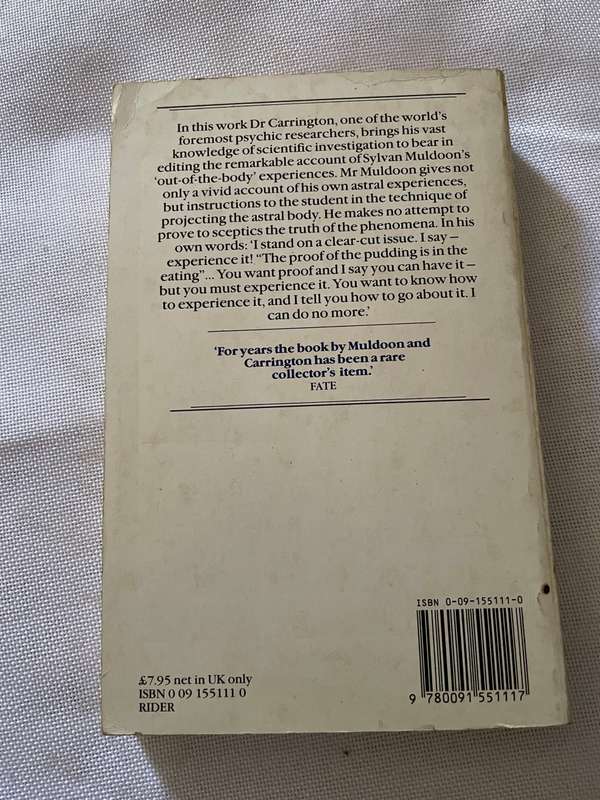 In this work Dr Carrington, one of the world's
foremost psychic researchers, brings his vast
knowledge of scientific investigation to bear in
editing the remarkable account of Sylvan Muldoon's
'out-of-the-body' experiences. Mr Muldoon gives not
only a vivid account of his own astral experiences,
but instructions to the student in the technique of
projecting the astral body. He makes no attempt to
prove to sceptics the truth of the phenomena. In his
own words: 'I stand on a clear-cut issue. I say –
experience it! "The proof of the pudding is in the
eating"... You want proof and I say you can have it –
but you must experience it. You want to know how
to experience it, and I tell you how to go about it. I
can do no more.'
'For years the book by Muldoon and
Carrington has been a rare
collector's item.'
FATE
ISBN 0-09-155111-0
9 780091 551117
£7.95 net in UK only
ISBN 0 09 155111 0
RIDER